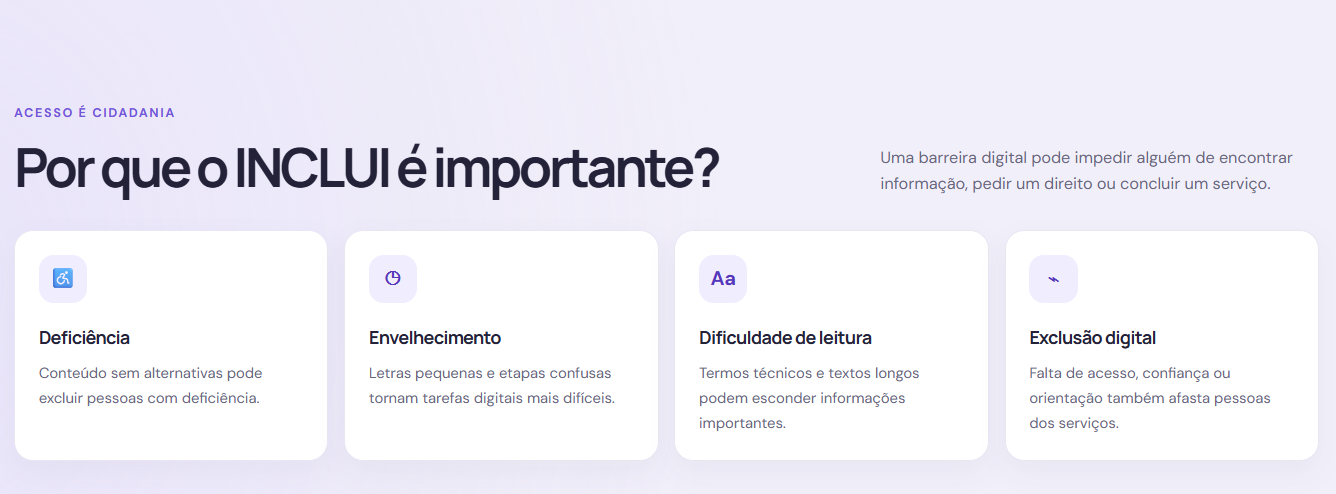 ACESSO É CIDADANIA
Por que o INCLUI é importante?
Uma barreira digital pode impedir alguém de encontrar
informação, pedir um direito ou concluir um serviço.
Deficiência
Conteúdo sem alternativas pode
excluir pessoas com deficiência.
Envelhecimento
Letras pequenas e etapas confusas
tornam tarefas digitais mais difíceis.
Aa
Dificuldade de leitura
Termos técnicos e textos longos
podem esconder informações
importantes.
Exclusão digital
Falta de acesso, confiança ou
orientação também afasta pessoas
dos serviços.